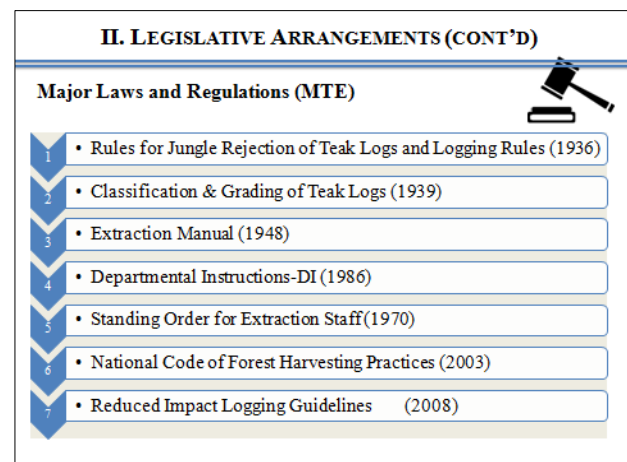 II. LEGISLATIVE ARRANGEMENTS (CONT’D)
Major Laws and Regulations (MTE)
1 • Rules for Jungle Rejection of Teak Logs and Logging Rules (1936)
2 • Classification & Grading of Teak Logs (1939)
3 • Extraction Manual (1948)
4 • Departmental Instructions-DI (1986)
5 • Standing Order for Extraction Staff(1970)
6 • National Code of Forest Harvesting Practices (2003)
7 • Reduced Impact Logging Guidelines (2008)